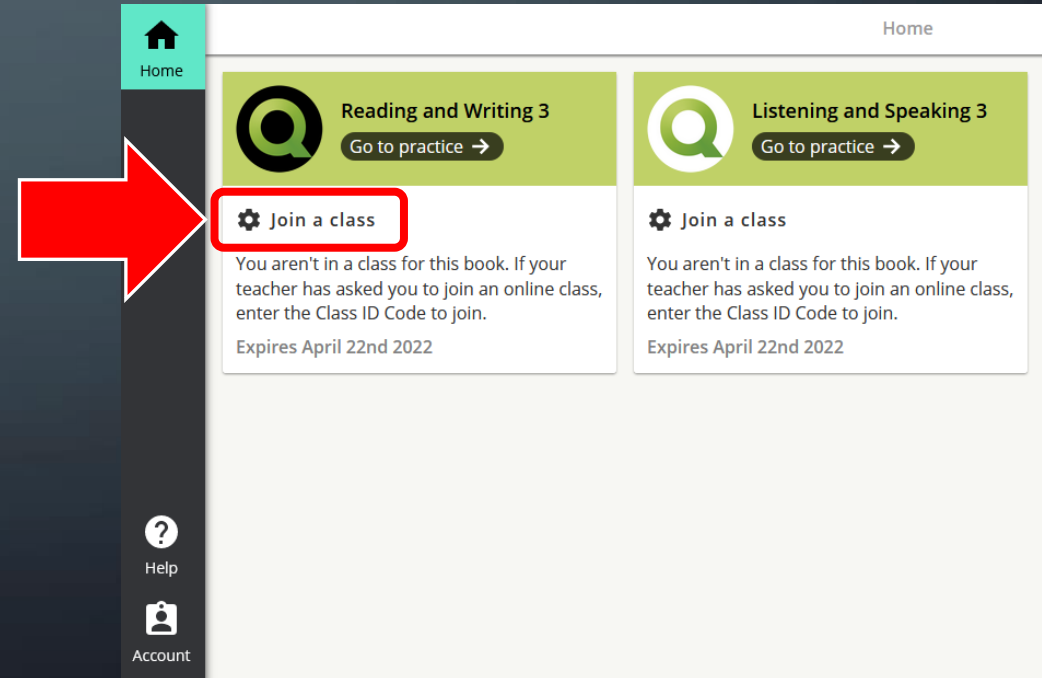 Home
Home
Reading and Writing 3
Go to practice
Join a class
You aren't in a class for this book. If your
teacher has asked you to join an online class,
enter the Class ID Code to join.
Expires April 22nd 2022
Listening and Speaking 3
Go to practice
Join a class
You aren't in a class for this book. If your
teacher has asked you to join an online class,
enter the Class ID Code to join.
Expires April 22nd 2022
Help
Account